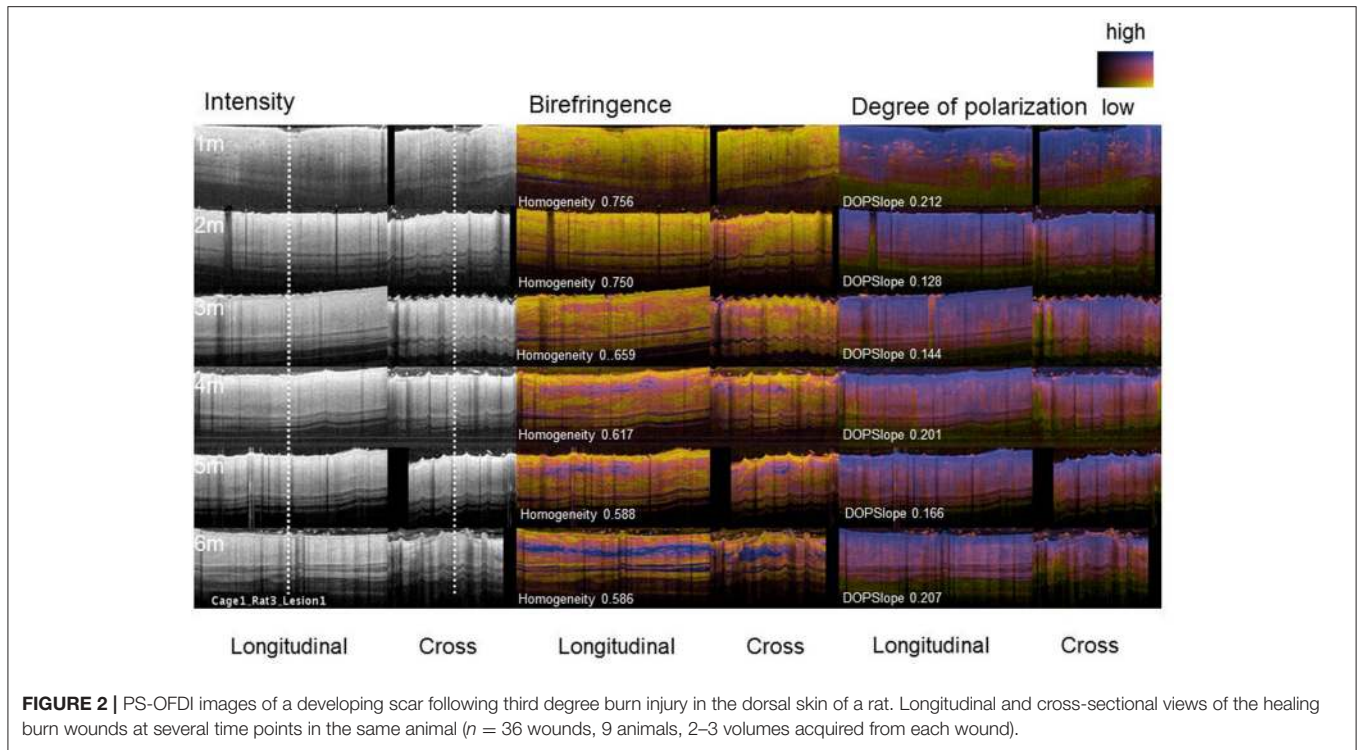 high
Intensity Birefringence Degree of polarization low
1m
Homogeneity 0.756 DOPSlope 0.212
2m
Homogeneity 0.750 DOPSlope 0.128
3m
Homogeneity 0..659 DOPSlope 0.144
4m
Homogeneity 0.617 DOPSlope 0.201
5m
Homogeneity 0.588 DOPSlope 0.166
6m
Cage1_Rat3_Lesion1 Homogeneity 0.586 DOPSlope 0.207
Longitudinal Cross Longitudinal Cross Longitudinal Cross
FIGURE 2 | PS-OFDI images of a developing scar following third degree burn injury in the dorsal skin of a rat. Longitudinal and cross-sectional views of the healing
burn wounds at several time points in the same animal (n = 36 wounds, 9 animals, 2–3 volumes acquired from each wound).